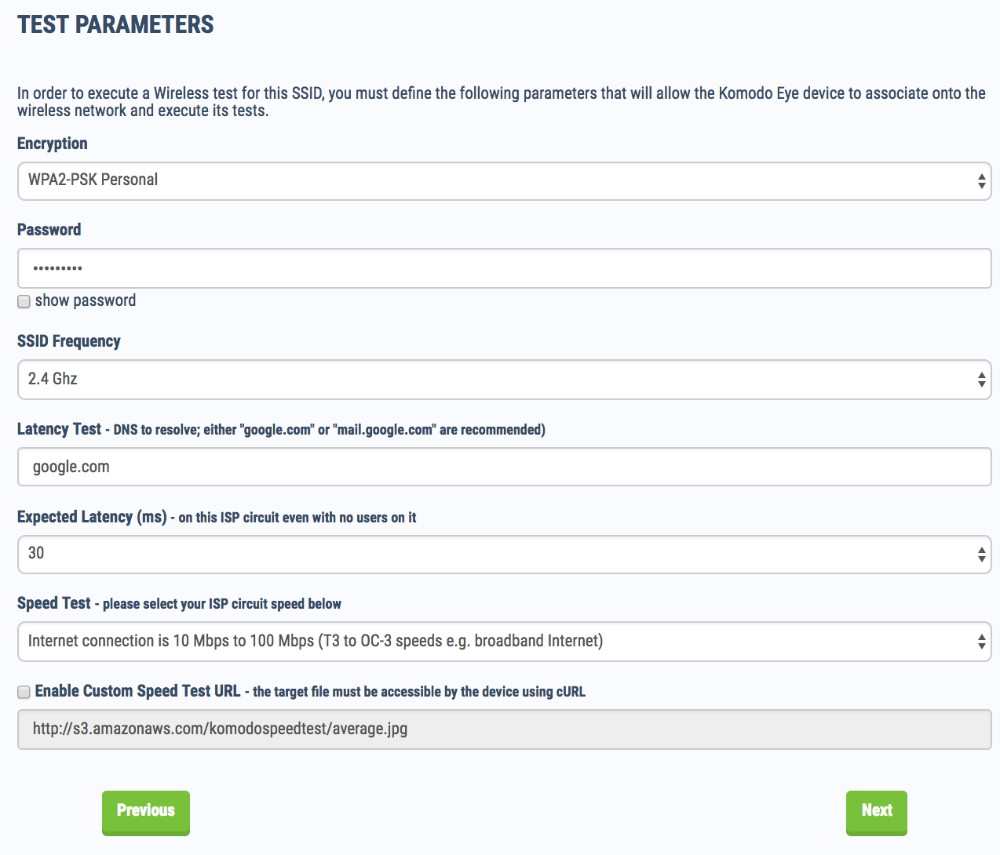 TEST PARAMETERS
In order to execute a Wireless test for this SSID, you must define the following parameters that will allow the Komodo Eye device to associate onto the
wireless network and execute its tests.
Encryption
WPA2-PSK Personal
Password
•••••••••
show password
SSID Frequency
2.4 Ghz
Latency Test - DNS to resolve; either "google.com" or "mail.google.com" are recommended)
google.com
Expected Latency (ms) - on this ISP circuit even with no users on it
30
Speed Test - please select your ISP circuit speed below
Internet connection is 10 Mbps to 100 Mbps (T3 to OC-3 speeds e.g. broadband Internet)
Enable Custom Speed Test URL - the target file must be accessible by the device using cURL
http://s3.amazonaws.com/komodospeedtest/average.jpg
Previous
Next